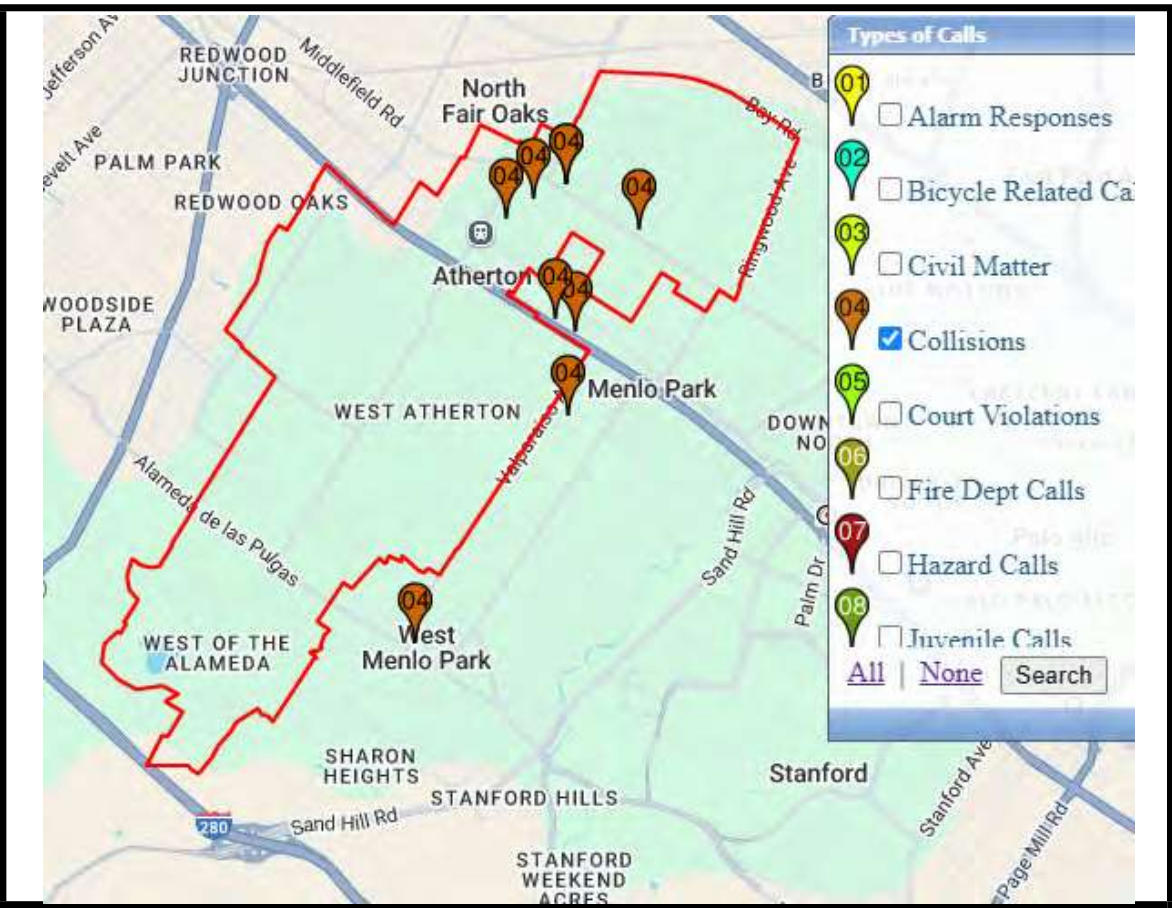 Jefferson Av
REDWOOD
JUNCTION
Middlefield Rd
North
Fair Oaks
evelt Ave
PALM PARK
REDWOOD OAKS
Bay Rd
B
04
04
04
04
Ringwood Ave
Atherton
04
04
WOODSIDE
PLAZA
04
Menlo Park
WEST ATHERTON
Valparaiso A
DOWN
NO
Alameda de las Pulgas
Sand Hill Rd
Palm Dr
04
West
Menlo Park
WEST OF THE
ALAMEDA
SHARON
HEIGHTS
Stanford
STANFORD HILLS
280
Sand Hill Rd
Stanford Ave
Page Mill Rd
STANFORD
WEEKEND
ACRES
Types of Calls
01 Alarm Responses
02 Bicycle Related Ca
03 Civil Matter
04 Collisions
05 Court Violations
06 Fire Dept Calls
07 Hazard Calls
08 Juvenile Calls
All | None Search